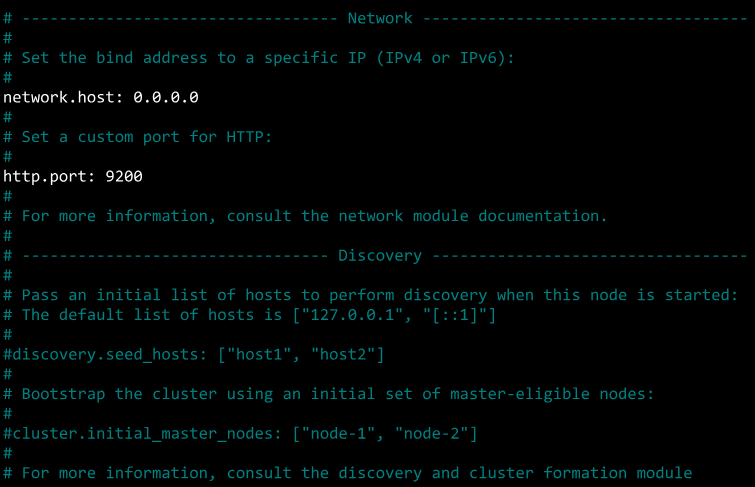 # ---------------------------------- Network -----------------------------------
#
# Set the bind address to a specific IP (IPv4 or IPv6):
#
network.host: 0.0.0.0
#
# Set a custom port for HTTP:
#
http.port: 9200
#
# For more information, consult the network module documentation.
#
# --------------------------------- Discovery ----------------------------------
#
# Pass an initial list of hosts to perform discovery when this node is started:
# The default list of hosts is ["127.0.0.1", "[::1]"]
#
#discovery.seed_hosts: ["host1", "host2"]
#
# Bootstrap the cluster using an initial set of master-eligible nodes:
#
#cluster.initial_master_nodes: ["node-1", "node-2"]
#
# For more information, consult the discovery and cluster formation module